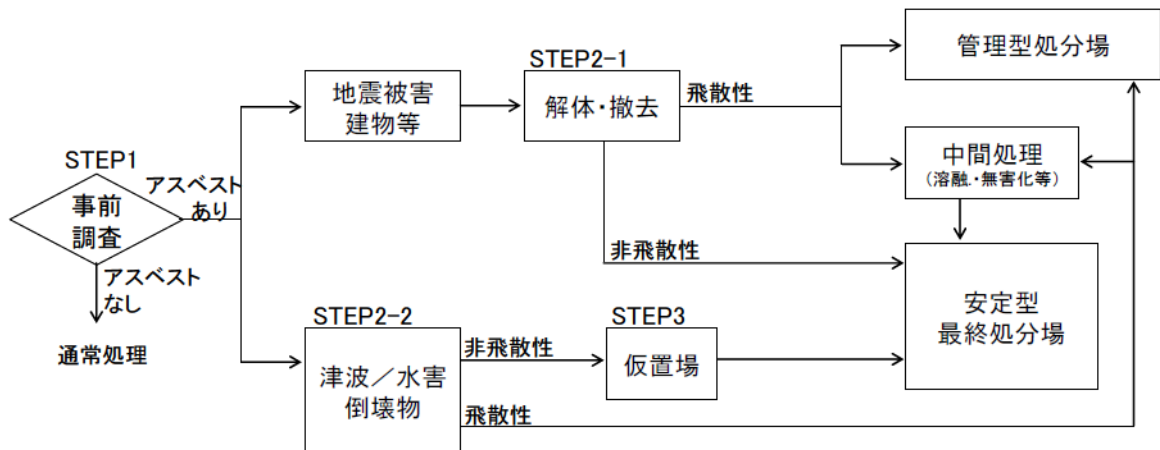 STEP1
事前
調査
アスベスト
あり
アスベスト
なし
通常処理
地震被害
建物等
STEP2-1
解体・撤去
飛散性
非飛散性
管理型処分場
中間処理
（溶融.・無害化等）
安定型
最終処分場
STEP2-2
津波／水害
倒壊物
非飛散性
飛散性
STEP3
仮置場